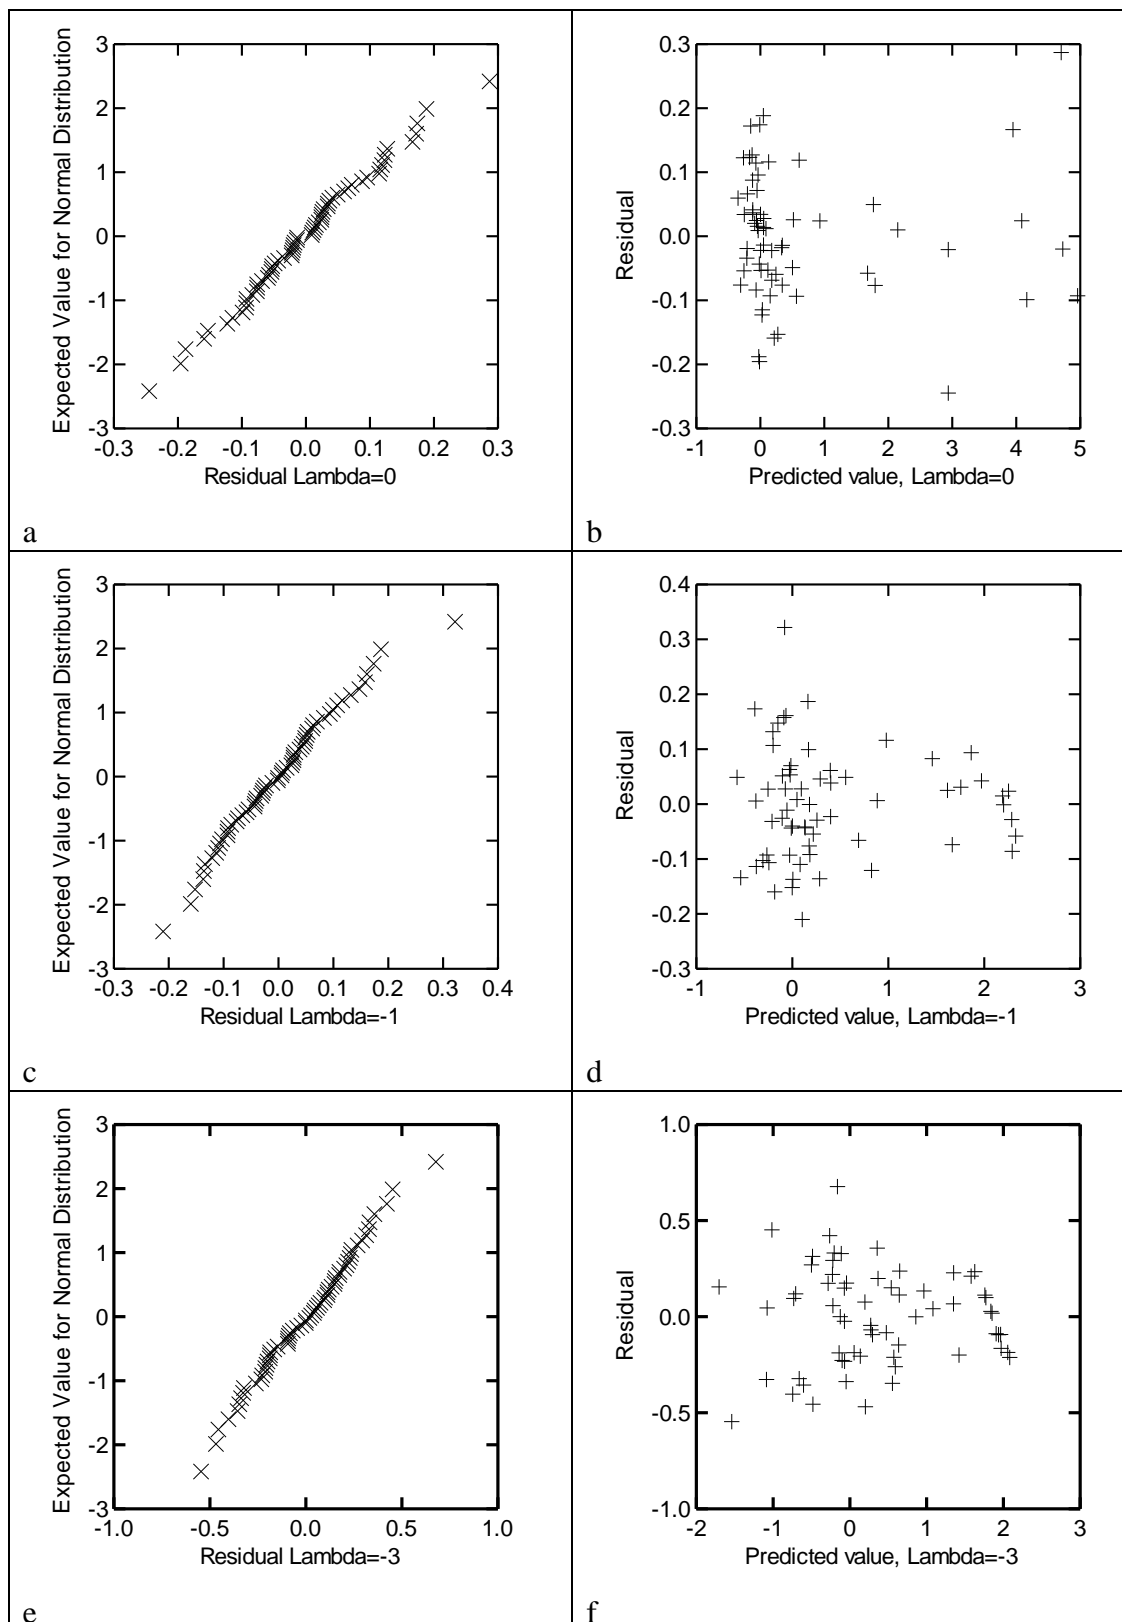 Expected Value for Normal Distribution
3
2
1
0
-1
-2
-3
-0.3 -0.2 -0.1 0.0 0.1 0.2 0.3
Residual Lambda=0
a
Residual
0.3
0.2
0.1
0.0
-0.1
-0.2
-0.3
-1 0 1 2 3 4 5
Predicted value, Lambda=0
b
Expected Value for Normal Distribution
3
2
1
0
-1
-2
-3
-0.3 -0.2 -0.1 0.0 0.1 0.2 0.3 0.4
Residual Lambda=-1
c
Residual
0.4
0.3
0.2
0.1
0.0
-0.1
-0.2
-0.3
-1 0 1 2 3
Predicted value, Lambda=-1
d
Expected Value for Normal Distribution
3
2
1
0
-1
-2
-3
-1.0 -0.5 0.0 0.5 1.0
Residual Lambda=-3
e
Residual
1.0
0.5
0.0
-0.5
-1.0
-2 -1 0 1 2 3
Predicted value, Lambda=-3
f